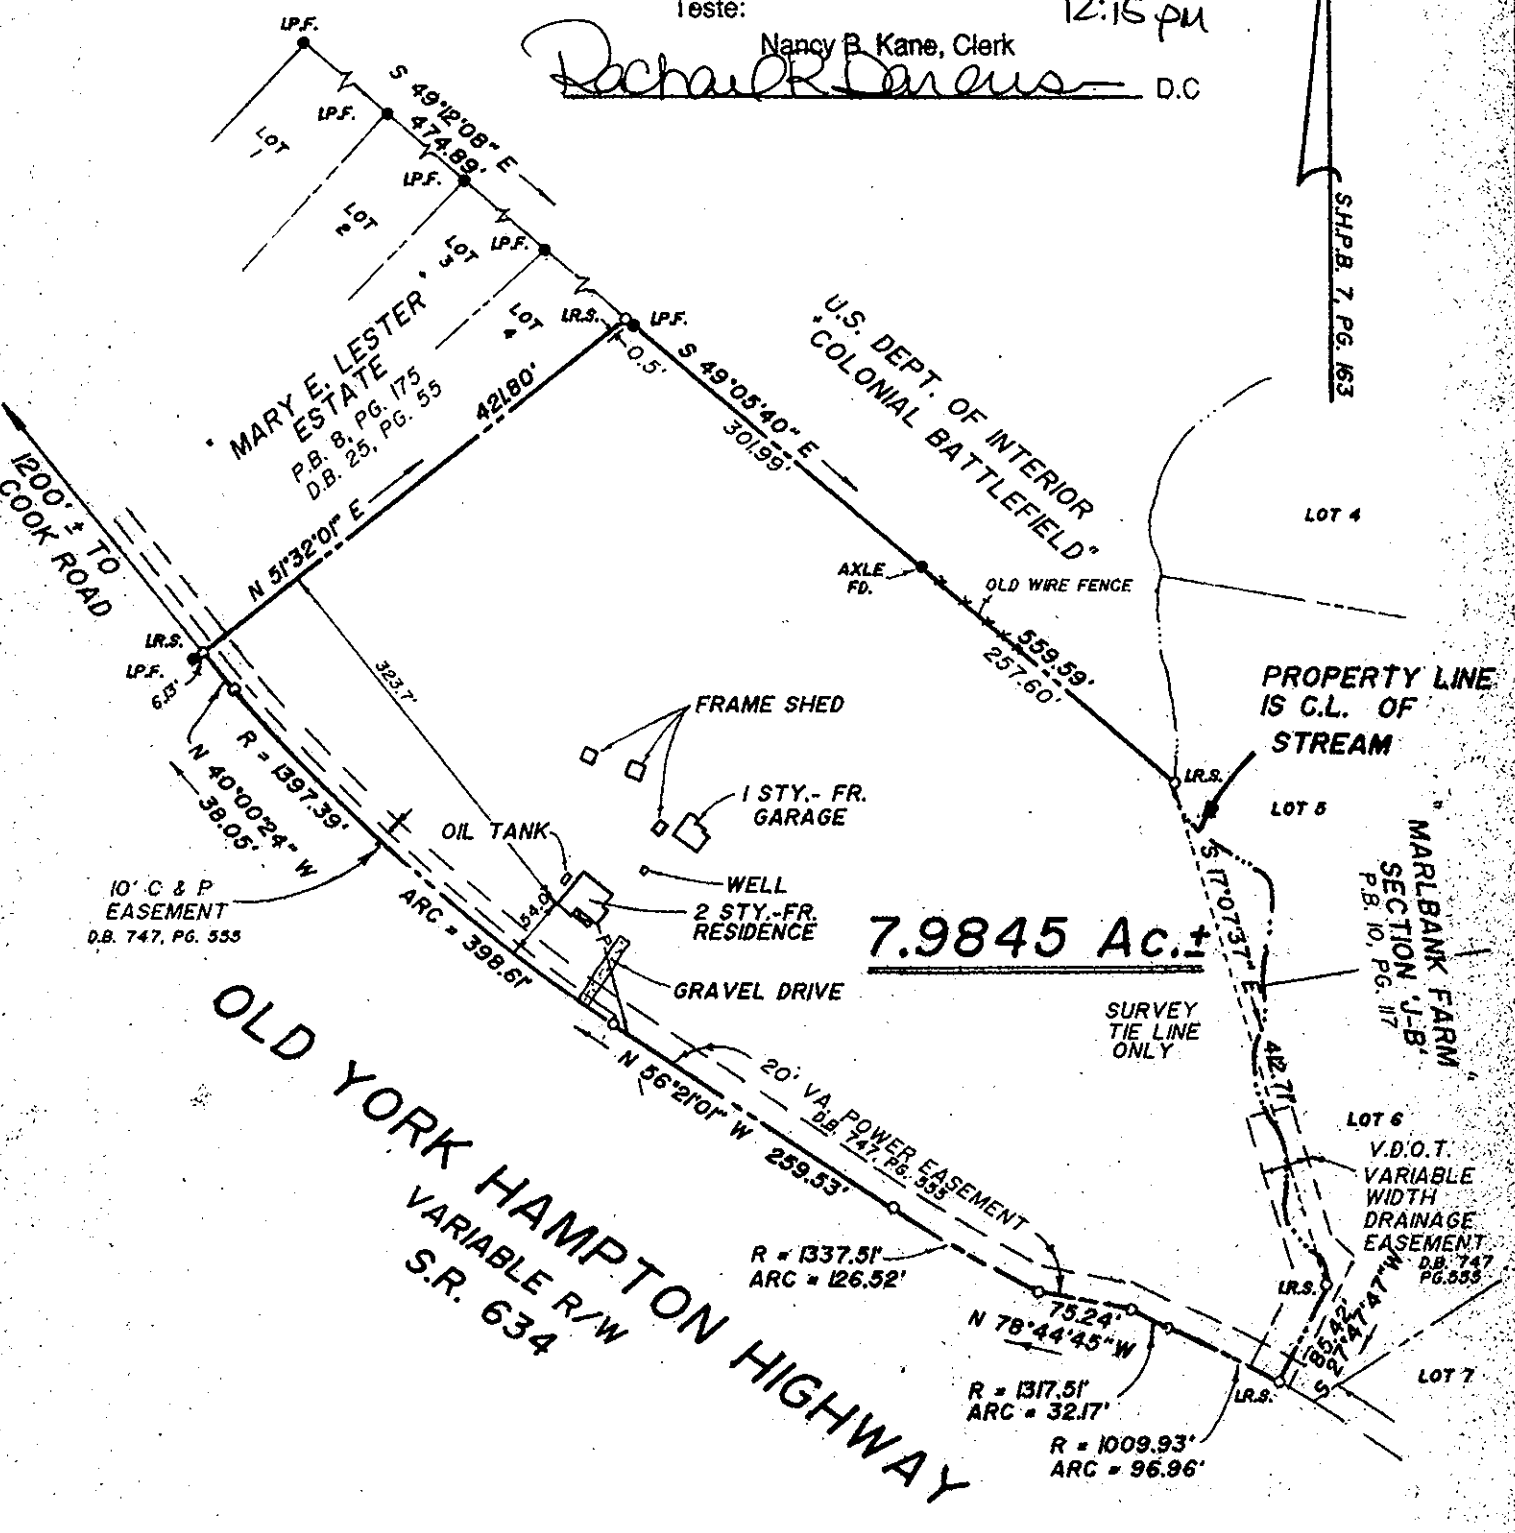 Teste:
12:15 pm
Nancy B. Kane, Clerk
D.C
I.P.F.
S 49°12'08" E
474.89'
I.P.F.
I.P.F.
I.P.F.
LOT 1
LOT 2
LOT 3
LOT 4
I.R.S.
I.P.F.
0.5'
S.H.P.B. 7, PG. 163
"MARY E. LESTER"
ESTATE
P.B. 8, PG. 175
D.B. 25, PG. 55
421.80'
N 51°32'01" E
S 49°05'40" E
301.99'
U.S. DEPT. OF INTERIOR
"COLONIAL BATTLEFIELD"
LOT 4
1200' ± TO
COOK ROAD
AXLE
FD.
OLD WIRE FENCE
559.59'
257.60'
I.R.S.
I.P.F.
6.13'
323.7'
PROPERTY LINE
IS C.L. OF
STREAM
I.R.S.
LOT 5
FRAME SHED
1 STY.- FR.
GARAGE
N 40°00'24" W
38.05'
R = 1397.39'
ARC = 398.61'
OIL TANK
10' C & P
EASEMENT
D.B. 747, PG. 555
54.0'
WELL
2 STY.-FR.
RESIDENCE
7.9845 Ac.±
S 17°07'37" E
412.71'
"MARLBANK FARM"
SECTION 'J-B'
P.B. 10, PG. 117
GRAVEL DRIVE
SURVEY
TIE LINE
ONLY
OLD YORK HAMPTON HIGHWAY
VARIABLE R/W
S.R. 634
N 56°21'01" W 259.53'
20' VA. POWER EASEMENT
D.B. 747, PG. 555
LOT 6
V.D.O.T.
VARIABLE
WIDTH
DRAINAGE
EASEMENT
D.B. 747
PG.555
R = 1337.51'
ARC = 126.52'
75.24'
N 78°44'45" W
I.R.S.
185.42'
S 27°47'47" W
R = 1317.51'
ARC = 32.17'
I.R.S.
LOT 7
R = 1009.93'
ARC = 96.96'